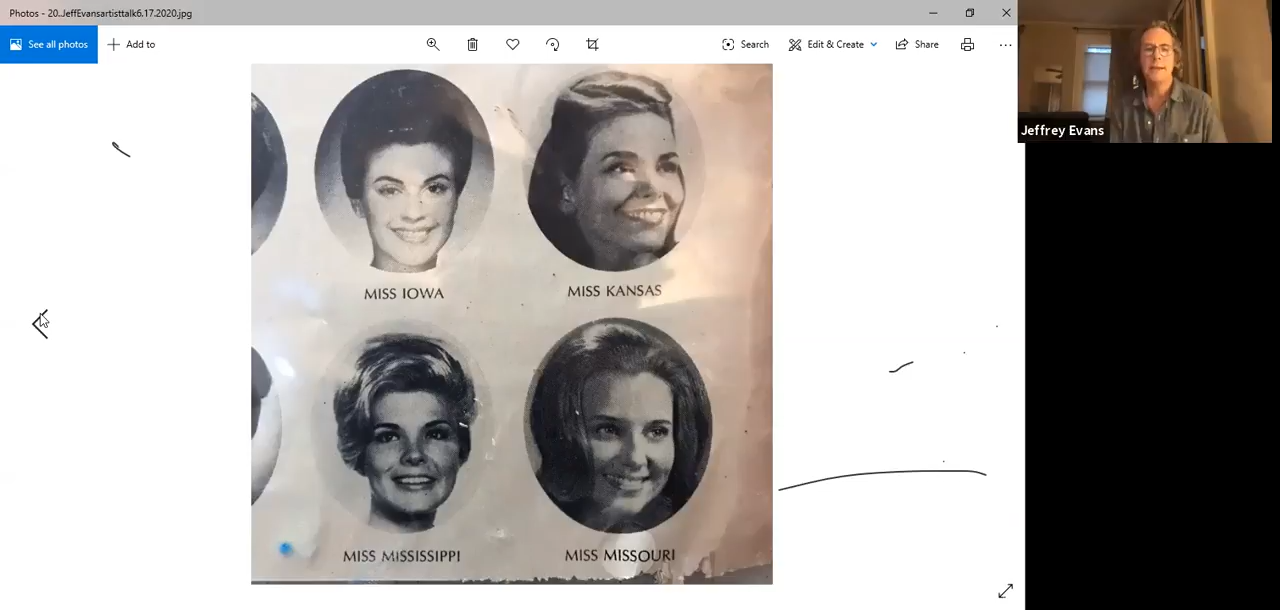 Photos - 20.JeffEvansartisttalk6.17.2020.jpg
See all photos
Add to
Search
Edit & Create
Share
Jeffrey Evans
MISS IOWA
MISS KANSAS
MISS MISSISSIPPI
MISS MISSOURI